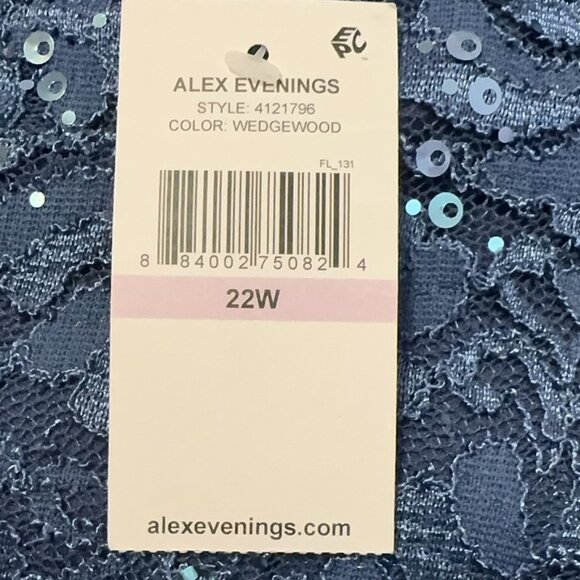 EPC
ALEX EVENINGS
STYLE: 4121796
COLOR: WEDGEWOOD
FL_131
8 84002 75082 4
22W
alexevenings.com